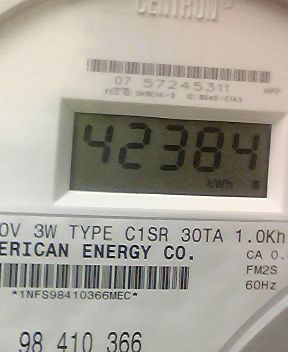 CENTRON®
07 57245311
42384
kWh
0V 3W TYPE C1SR 30TA 1.0Kh
ERICAN ENERGY CO.
CA 0.
FM2S
*1NFS98410366MEC*
60Hz
98 410 366